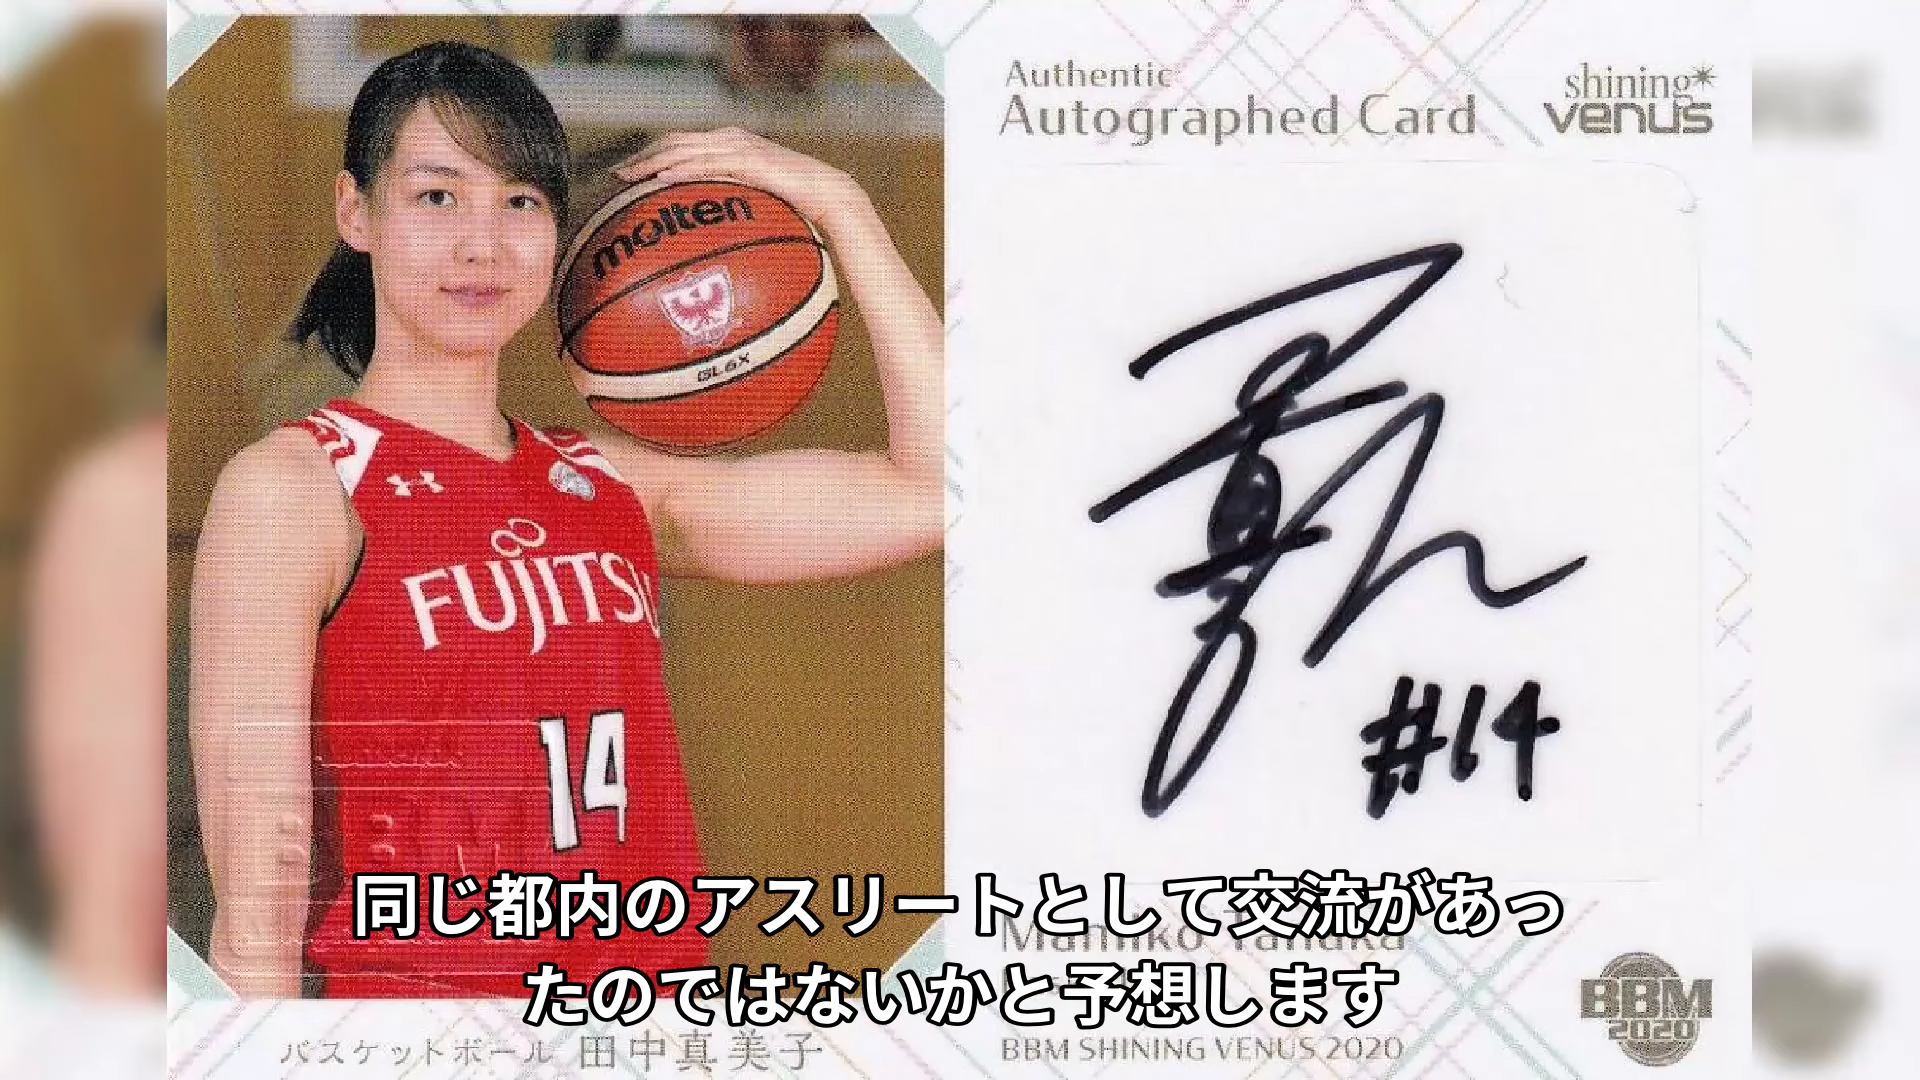 Authentic
Autographed Card
shining
venus
molten
GL6X
FUJITSU
14
#14
同じ都内のアスリートとして交流があっ
たのではないかと予想します
Mamiko Tanaka
バスケットボール 田中真美子
BBM SHINING VENUS 2020
BBM
2020